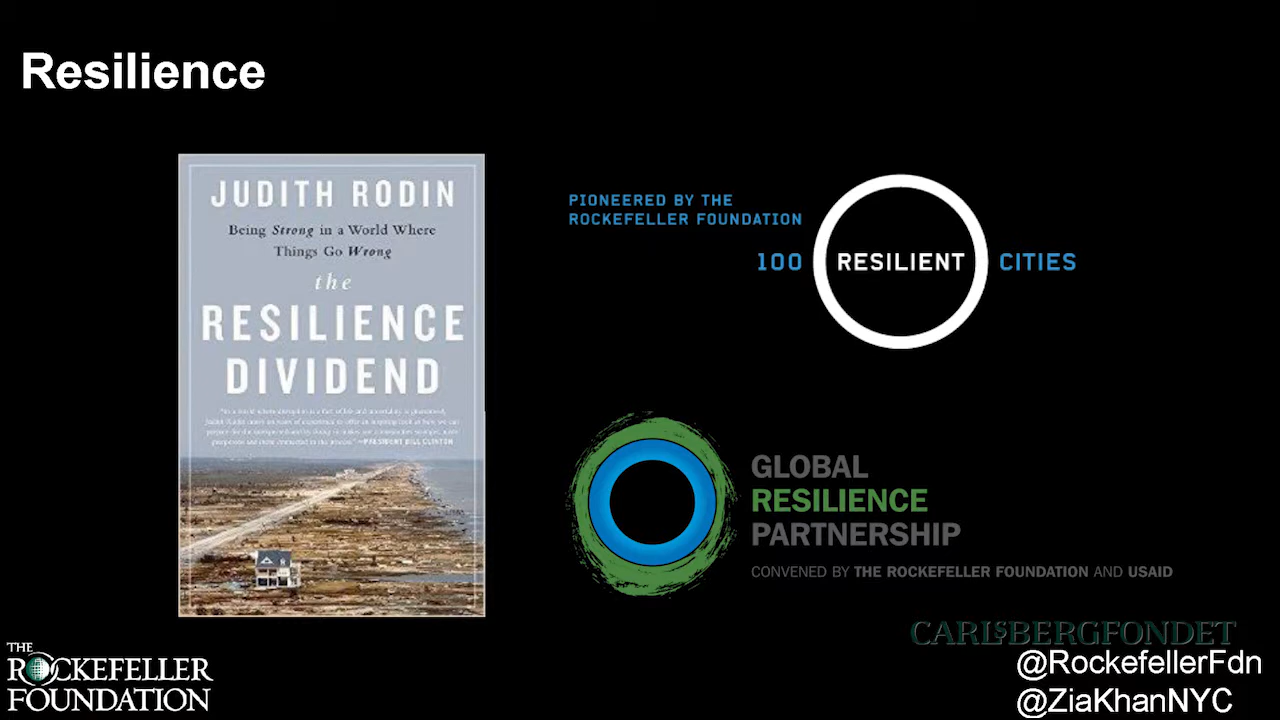 Resilience
JUDITH RODIN
Being Strong in a World Where
Things Go Wrong
the
RESILIENCE
DIVIDEND
—PRESIDENT BILL CLINTON
PIONEERED BY THE
ROCKEFELLER FOUNDATION
100 RESILIENT CITIES
GLOBAL
RESILIENCE
PARTNERSHIP
CONVENED BY THE ROCKEFELLER FOUNDATION AND USAID
THE
ROCKEFELLER
FOUNDATION
CARLSBERGFONDET
@RockefellerFdn
@ZiaKhanNYC